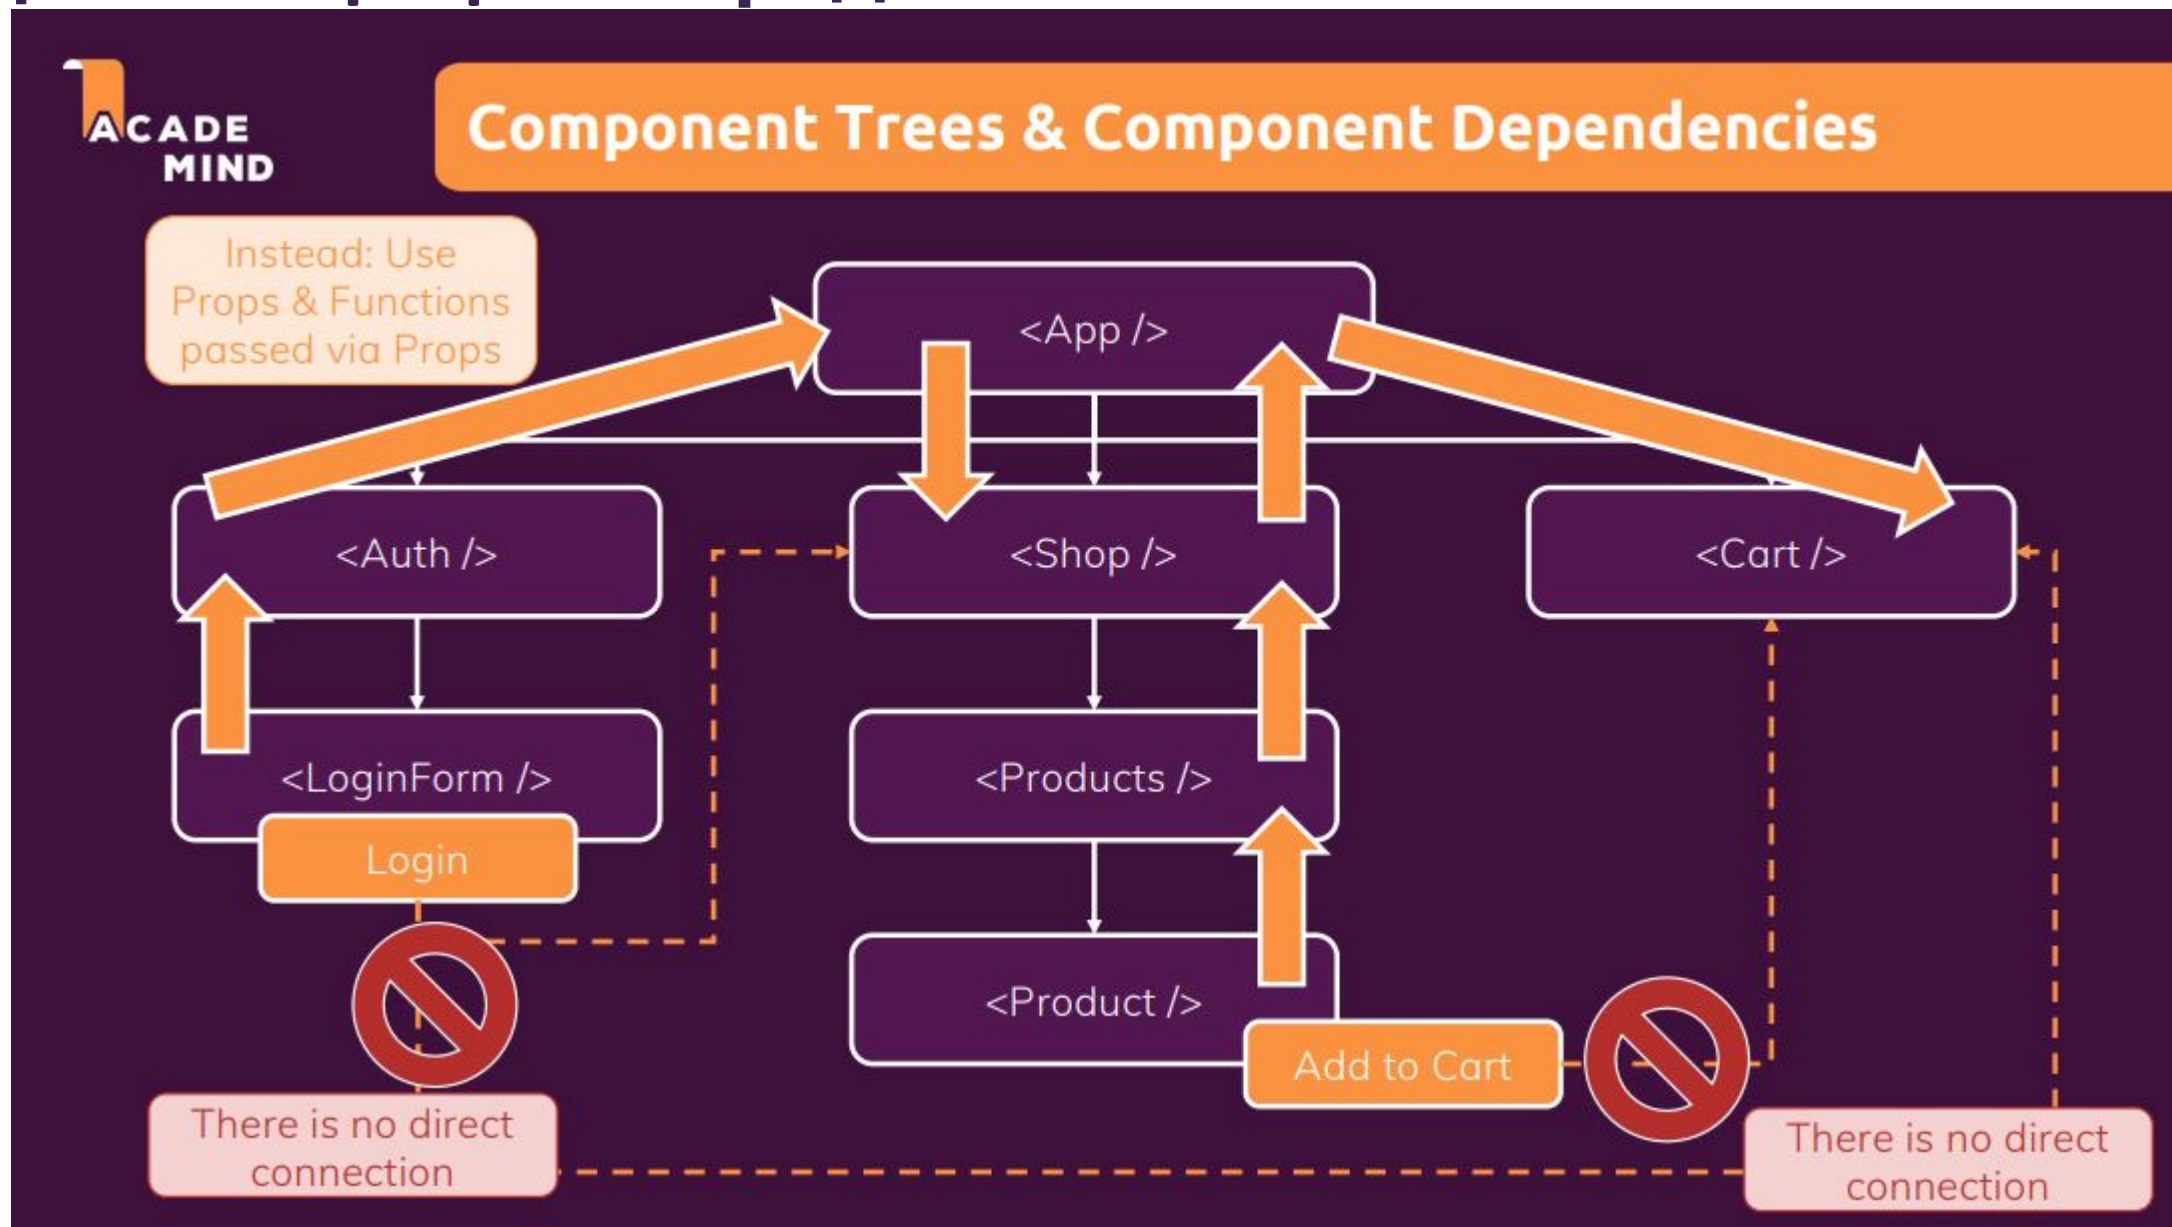 ACADE
MIND
Component Trees & Component Dependencies
Instead: Use
Props & Functions
passed via Props
<App />
<Auth />
<Shop />
<Cart />
<LoginForm />
<Products />
Login
<Product />
Add to Cart
There is no direct
connection
There is no direct
connection